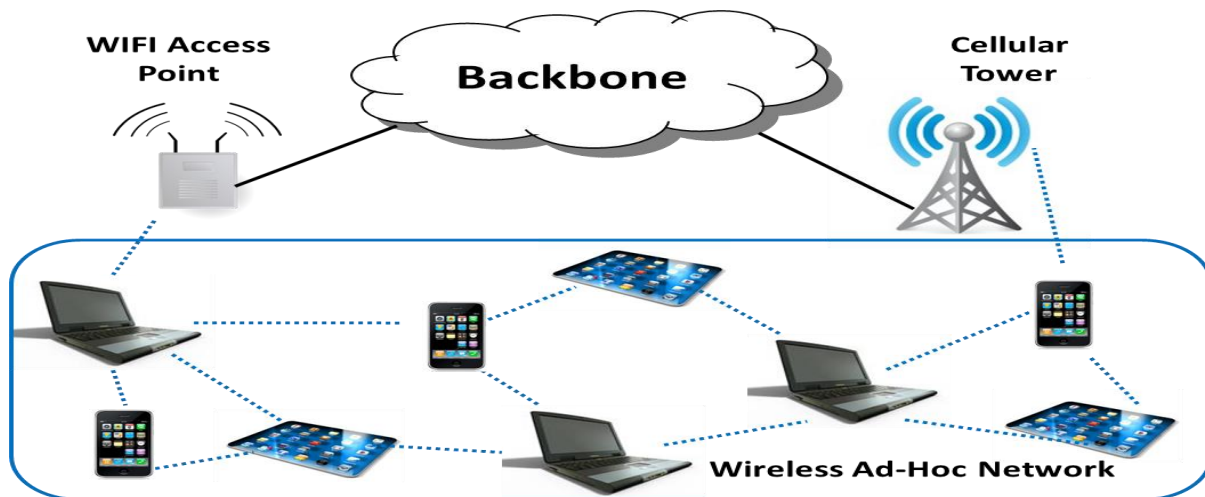 WIFI Access
Point
Backbone
Cellular
Tower
Wireless Ad-Hoc Network